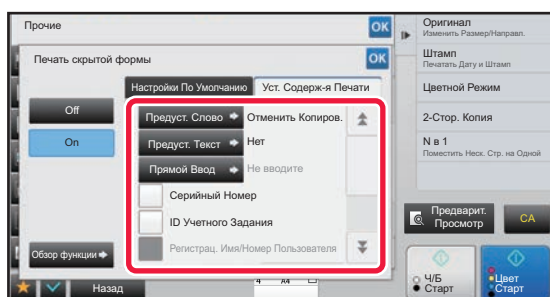 Прочие
OK
Печать скрытой формы
OK
Настройки По Умолчанию
Уст. Содерж-я Печати
Off
On
Предуст. Слово
Отменить Копиров.
Предуст. Текст
Нет
Прямой Ввод
Не вводите
Серийный Номер
ID Учетного Задания
Регистрац. Имя/Номер Пользователя
Обзор функции
Назад
A4
Оригинал
Изменить Размер/Направл.
Штамп
Печатать Дату и Штамп
Цветной Режим
2-Стор. Копия
N в 1
Поместить Неск. Стр. на Одной
Предварит.
Просмотр
CA
Ч/Б
Старт
Цвет
Старт